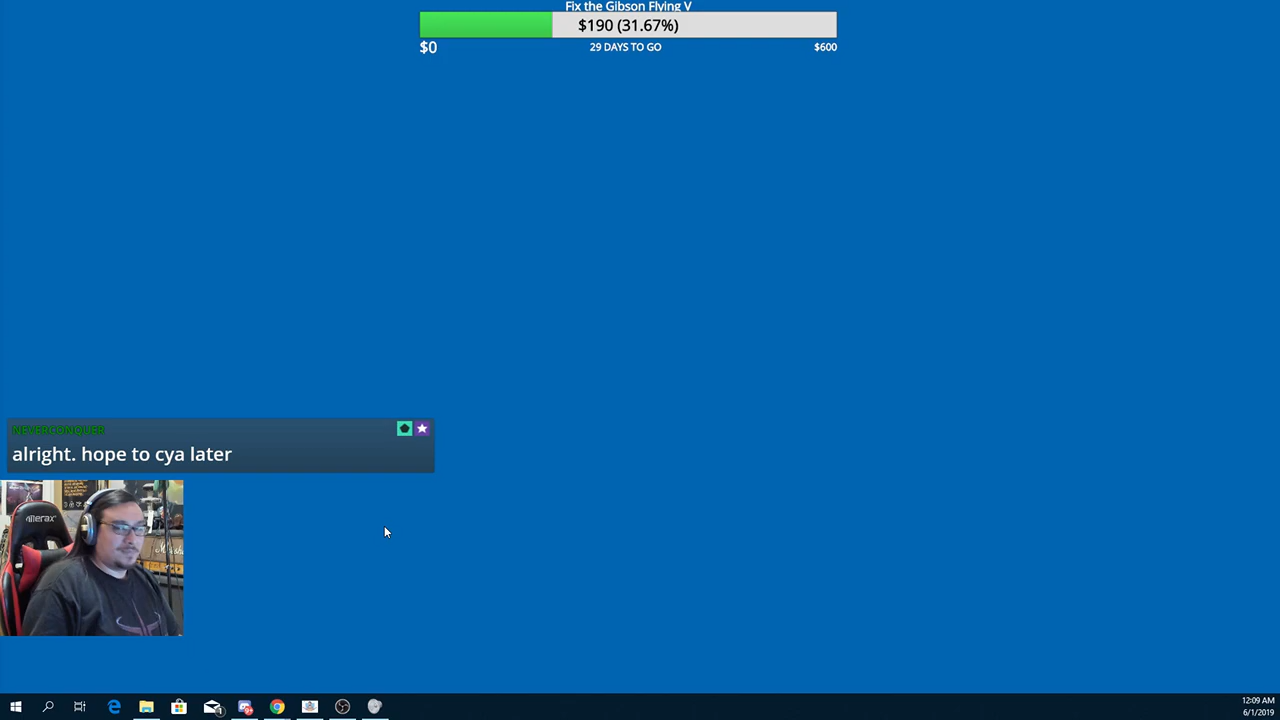 Fix the Gibson Flying V
$190 (31.67%)
$0
29 DAYS TO GO
$600
NEVERCONQUER
alright. hope to cya later
merax
12:09 AM
6/1/2019